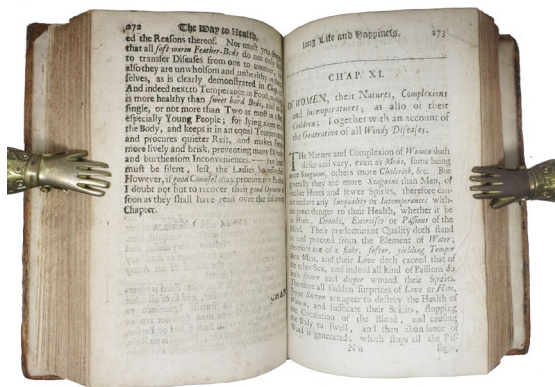 272 The Way to Health,
ed the Reasons thereof. Nor must you
that all soft warm Feather-Beds do not only
to transfer Diseases from one to another,
also they are unwholsom and unhealthy in
selves, as is clearly demonstrated in
And indeed next to Temperance in Food,
is more healthy than sweet hard Beds,
single, or not more than Two at most in
especially Young People; for lying alone
the Body, and keeps it in an equal Temper
and procures quieter Rest, and makes
more lively and brisk, preventing many
and burthensom Inconveniences.
must be silent, lest the Ladies
However, if good Counsel may procure
I doubt not but to recover their good Opinion
soon as they shall have read over the following
Chapter.
long Life and Happiness. 273
CHAP. XI.
Of WOMEN, their Natures, Complexions
and Intemperatures, as also of their
Children; Together with an account of
the Generation of all Windy Diseases.
The Nature and Complexion of Women doth
differ and vary, even as Mens, some being
more Sanguine, others more Cholerick, &c. But
generally they are more Sanguine than Men, of
weaker Heats and fewer Spirits, therefore can-
not endure any Inequality or Intemperances with-
out great danger to their Health, whether it be
in Meats, Drinks, Exercises or Passions of the
Mind. Their predominant Quality doth stand
in and proceed from the Element of Water;
therefore are of a softer, yielding Temper
than Men, and their Love doth exceed that of
the other Sex, and indeed all kind of Passions do
and deeper wound their Spirits.
Therefore all sudden surprizes of Love or Hate,
Joy or Sorrow are apter to destroy the Health of
Women, and suffocate their Spirits, stopping
the Circulation of the Blood, and causing
the Body to swell, and then abundance of
Wind is generated, which stops all the Pas-
N n sages,